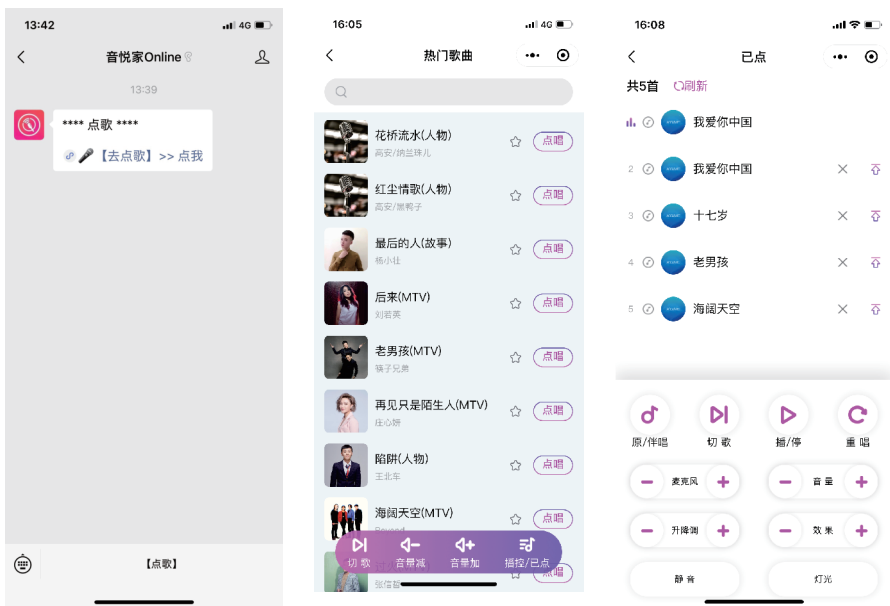 13:42
4G
音悦家Online
13:39
**** 点歌 ****
【去点歌】>> 点我
【点歌】
16:05
4G
热门歌曲
花桥流水(人物)
高安/纳兰珠儿
点唱
红尘情歌(人物)
高安/黑鸭子
点唱
最后的人(故事)
杨小壮
点唱
后来(MTV)
刘若英
点唱
老男孩(MTV)
筷子兄弟
点唱
再见只是陌生人(MTV)
庄心妍
点唱
陷阱(人物)
王北车
点唱
海阔天空(MTV)
Beyond
点唱
张信哲
点唱
切歌
音量减
音量加
播控/已点
16:08
已点
共5首
刷新
我爱你中国
2
我爱你中国
3
十七岁
4
老男孩
5
海阔天空
原/伴唱
切 歌
播/停
重 唱
麦克风
音 量
升降调
效 果
静 音
灯光